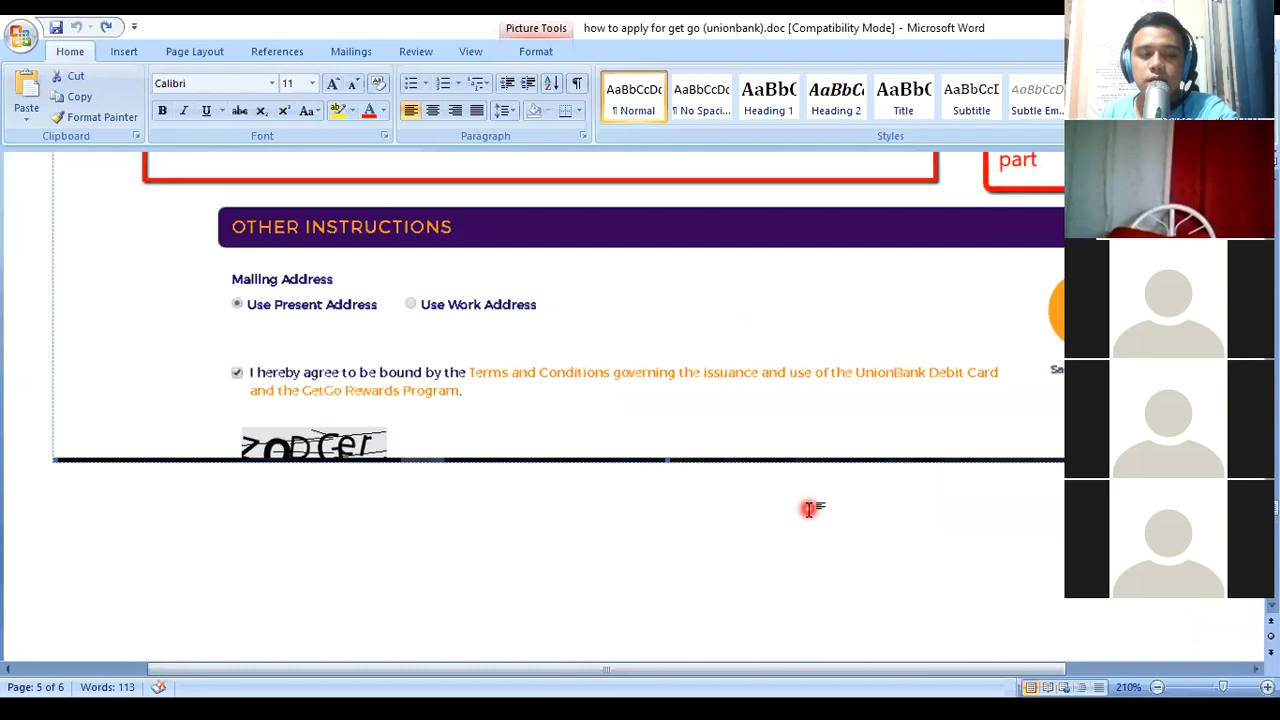 Picture Tools
how to apply for get go (unionbank).doc [Compatibility Mode] - Microsoft Word
Home Insert Page Layout References Mailings Review View Format
Paste
Cut
Copy
Format Painter
Clipboard
Calibri 11
Font
Paragraph
AaBbCcDc AaBbCcDc AaBbC AaBbCc AaBbC AaBbCcI AaBbCcDc
¶ Normal ¶ No Spaci... Heading 1 Heading 2 Title Subtitle Subtle Em...
Styles
part
OTHER INSTRUCTIONS
Mailing Address
Use Present Address Use Work Address
I hereby agree to be bound by the Terms and Conditions governing the issuance and use of the UnionBank Debit Card
and the GetGo Rewards Program.
Page: 5 of 6 Words: 113 210%